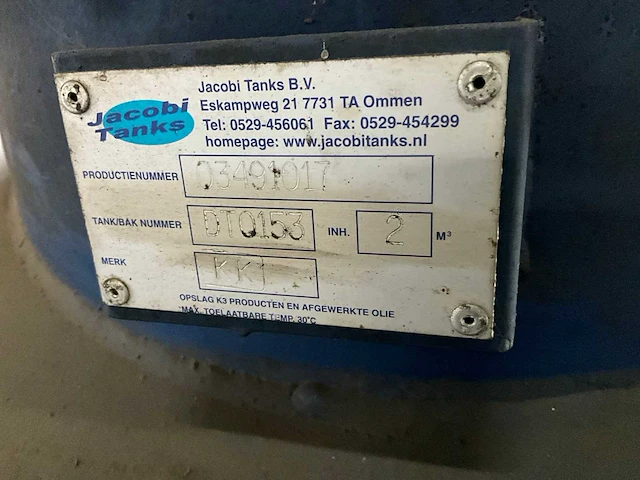 Jacobi Tanks B.V.
Eskampweg 21 7731 TA Ommen
Jacobi Tanks
Tel: 0529-456061 Fax: 0529-454299
homepage: www.jacobitanks.nl
PRODUCTIENUMMER 03491017
TANK/BAK NUMMER DT0153 INH. 2 M³
MERK KK1
OPSLAG K3 PRODUCTEN EN AFGEWERKTE OLIE
*MAX. TOELAATBARE TEMP. 30°C